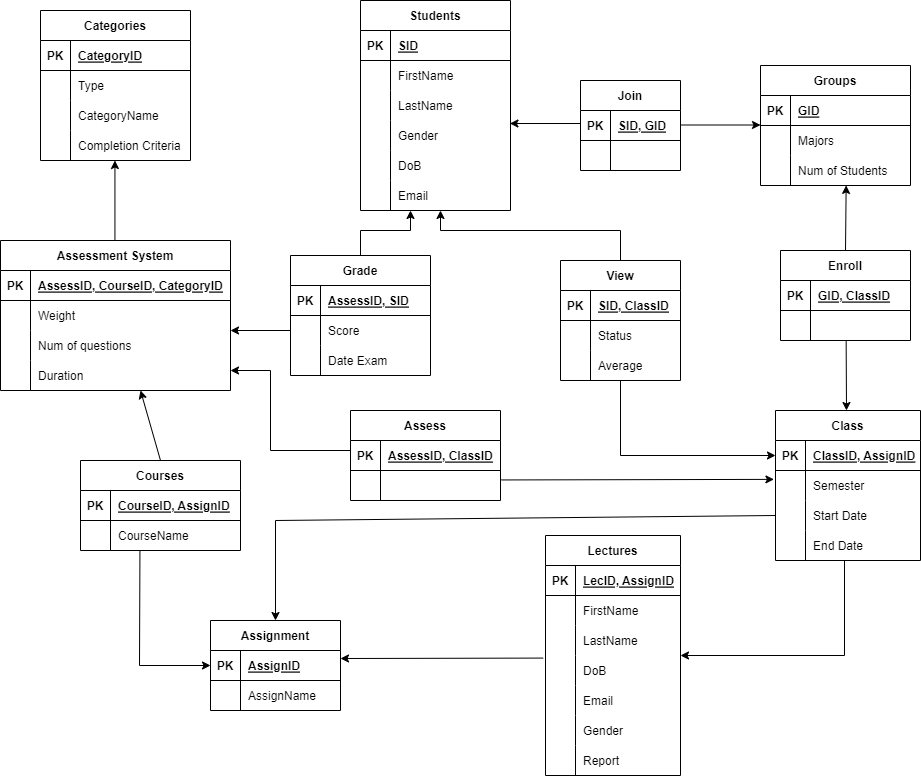 Categories
PK CategoryID
Type
CategoryName
Completion Criteria
Students
PK SID
FirstName
LastName
Gender
DoB
Email
Join
PK SID, GID
Groups
PK GID
Majors
Num of Students
Assessment System
PK AssessID, CourseID, CategoryID
Weight
Num of questions
Duration
Grade
PK AssessID, SID
Score
Date Exam
View
PK SID, ClassID
Status
Average
Enroll
PK GID, ClassID
Assess
PK AssessID, ClassID
Class
PK ClassID, AssignID
Semester
Start Date
End Date
Courses
PK CourseID, AssignID
CourseName
Lectures
PK LecID, AssignID
FirstName
LastName
DoB
Email
Gender
Report
Assignment
PK AssignID
AssignName